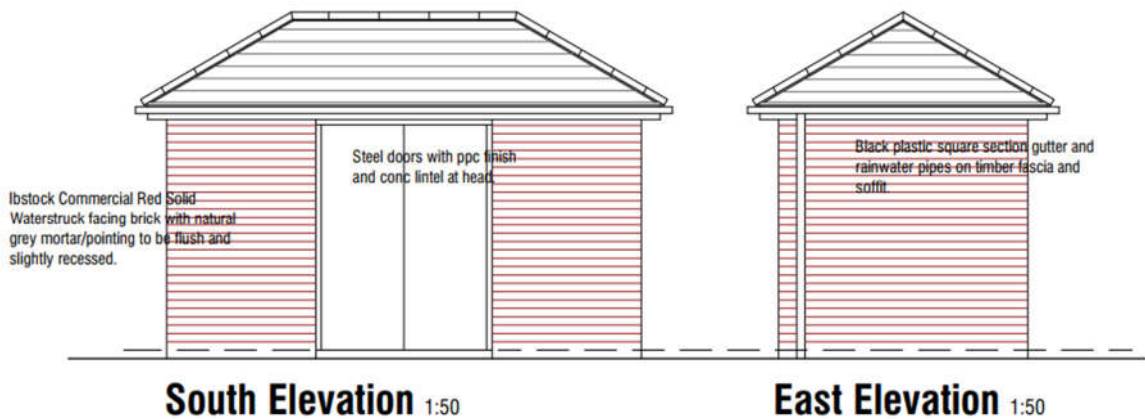 Steel doors with ppc finish
and conc lintel at head.
Black plastic square section gutter and
rainwater pipes on timber fascia and
soffit.
Ibstock Commercial Red Solid
Waterstruck facing brick with natural
grey mortar/pointing to be flush and
slightly recessed.
South Elevation 1:50
East Elevation 1:50